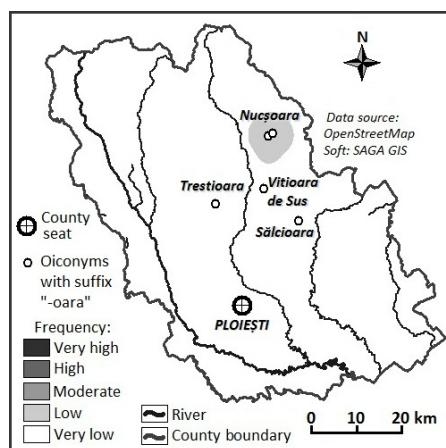 N
Nucșoara
Data source:
OpenStreetMap
Soft: SAGA GIS
Trestioara
Vitioara
de Sus
Sălcioara
County
seat
Oiconyms
with suffix
"-oara"
PLOIEȘTI
Frequency:
Very high
High
Moderate
Low
Very low
River
County boundary
0 10 20 km